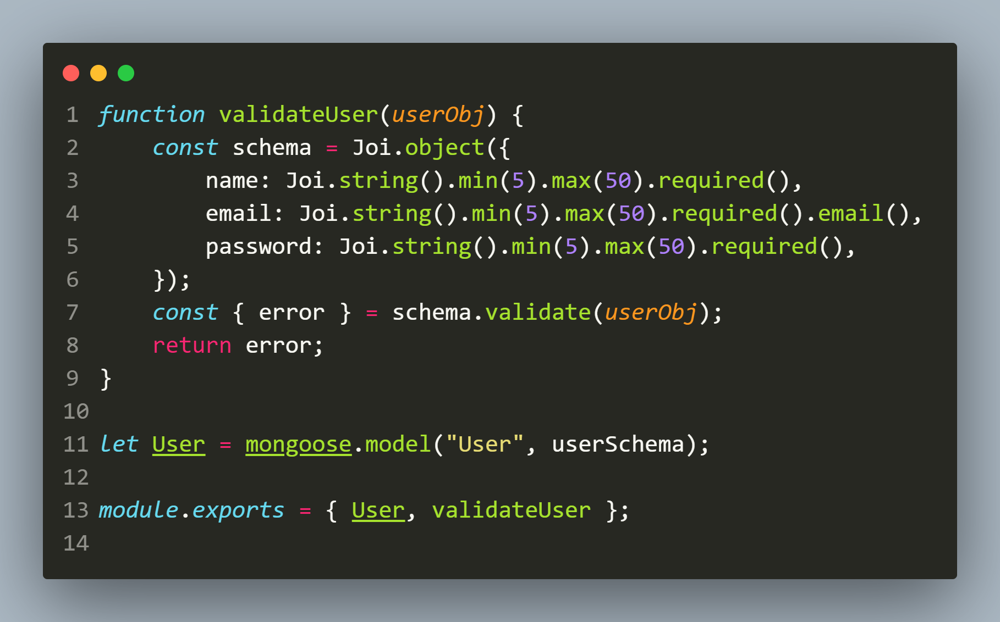 1 function validateUser(userObj) {
2     const schema = Joi.object({
3         name: Joi.string().min(5).max(50).required(),
4         email: Joi.string().min(5).max(50).required().email(),
5         password: Joi.string().min(5).max(50).required(),
6     });
7     const { error } = schema.validate(userObj);
8     return error;
9 }
10
11 let User = mongoose.model("User", userSchema);
12
13 module.exports = { User, validateUser };
14